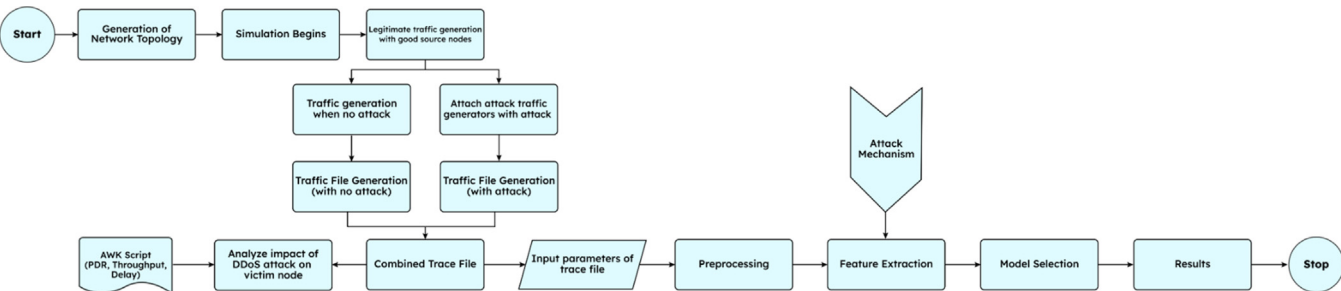 Start
Generation of
Network Topology
Simulation Begins
Legitimate traffic generation
with good source nodes
Traffic generation
when no attack
Attach attack traffic
generators with attack
Traffic File Generation
(with no attack)
Traffic File Generation
(with attack)
Attack
Mechanism
AWK Script
(PDR, Throughput,
Delay)
Analyze impact of
DDoS attack on
victim node
Combined Trace File
Input parameters of
trace file
Preprocessing
Feature Extraction
Model Selection
Results
Stop